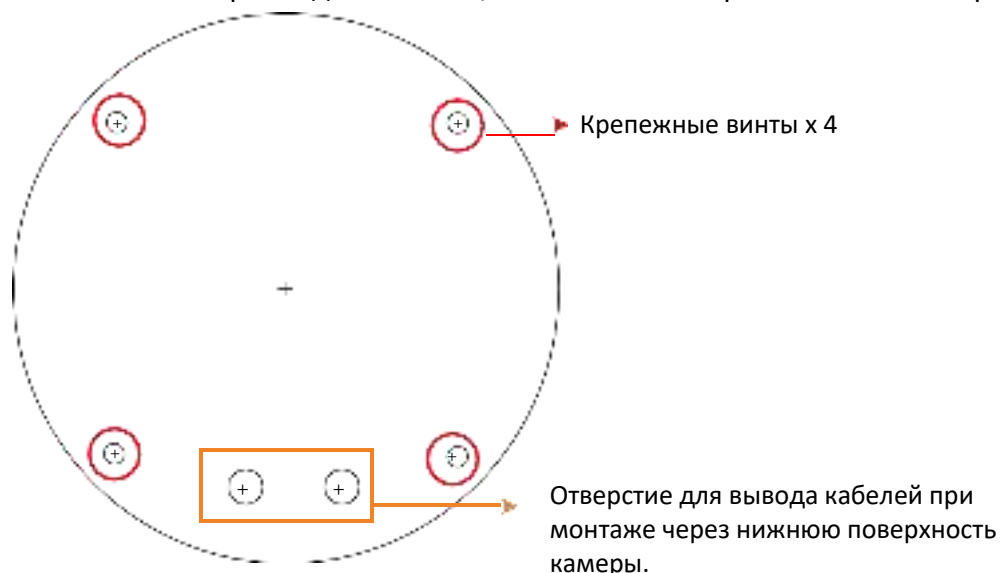 Крепежные винты x 4
Отверстие для вывода кабелей при
монтаже через нижнюю поверхность
камеры.